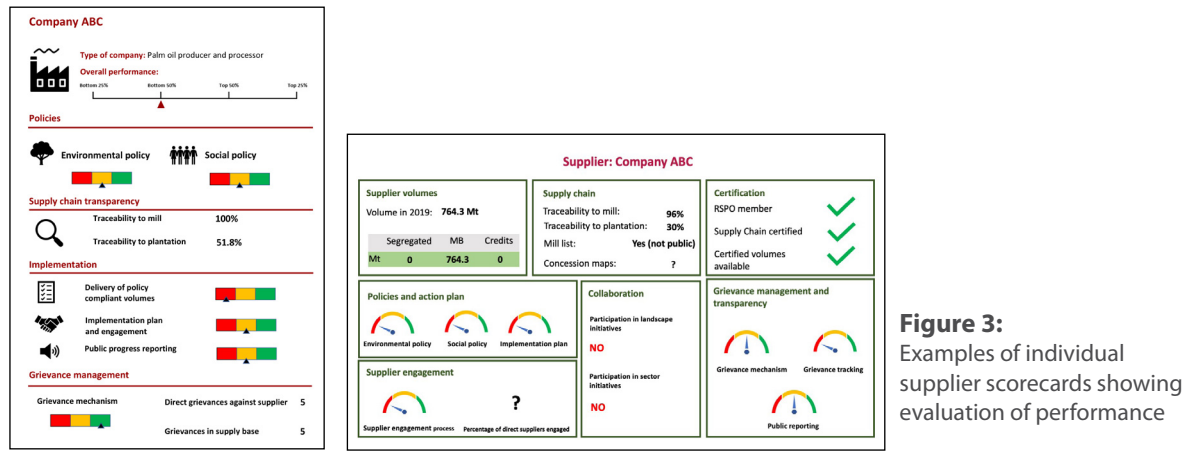 Company ABC
Type of company: Palm oil producer and processor
Overall performance:
Bottom 25% Bottom 50% Top 50% Top 25%
Policies
Environmental policy Social policy
Supply chain transparency
Traceability to mill 100%
Traceability to plantation 51.8%
Implementation
Delivery of policy
compliant volumes
Implementation plan
and engagement
Public progress reporting
Grievance management
Grievance mechanism Direct grievances against supplier 5
Grievances in supply base 5
Supplier: Company ABC
Supplier volumes
Volume in 2019: 764.3 Mt
Segregated MB Credits
Mt 0 764.3 0
Supply chain
Traceability to mill: 96%
Traceability to plantation: 30%
Mill list: Yes (not public)
Concession maps: ?
Certification
RSPO member
Supply Chain certified
Certified volumes
available
Policies and action plan
Environmental policy Social policy Implementation plan
Supplier engagement
?
Supplier engagement process Percentage of direct suppliers engaged
Collaboration
Participation in landscape
initiatives
NO
Participation in sector
initiatives
NO
Grievance management and
transparency
Grievance mechanism Grievance tracking
Public reporting
Figure 3:
Examples of individual
supplier scorecards showing
evaluation of performance